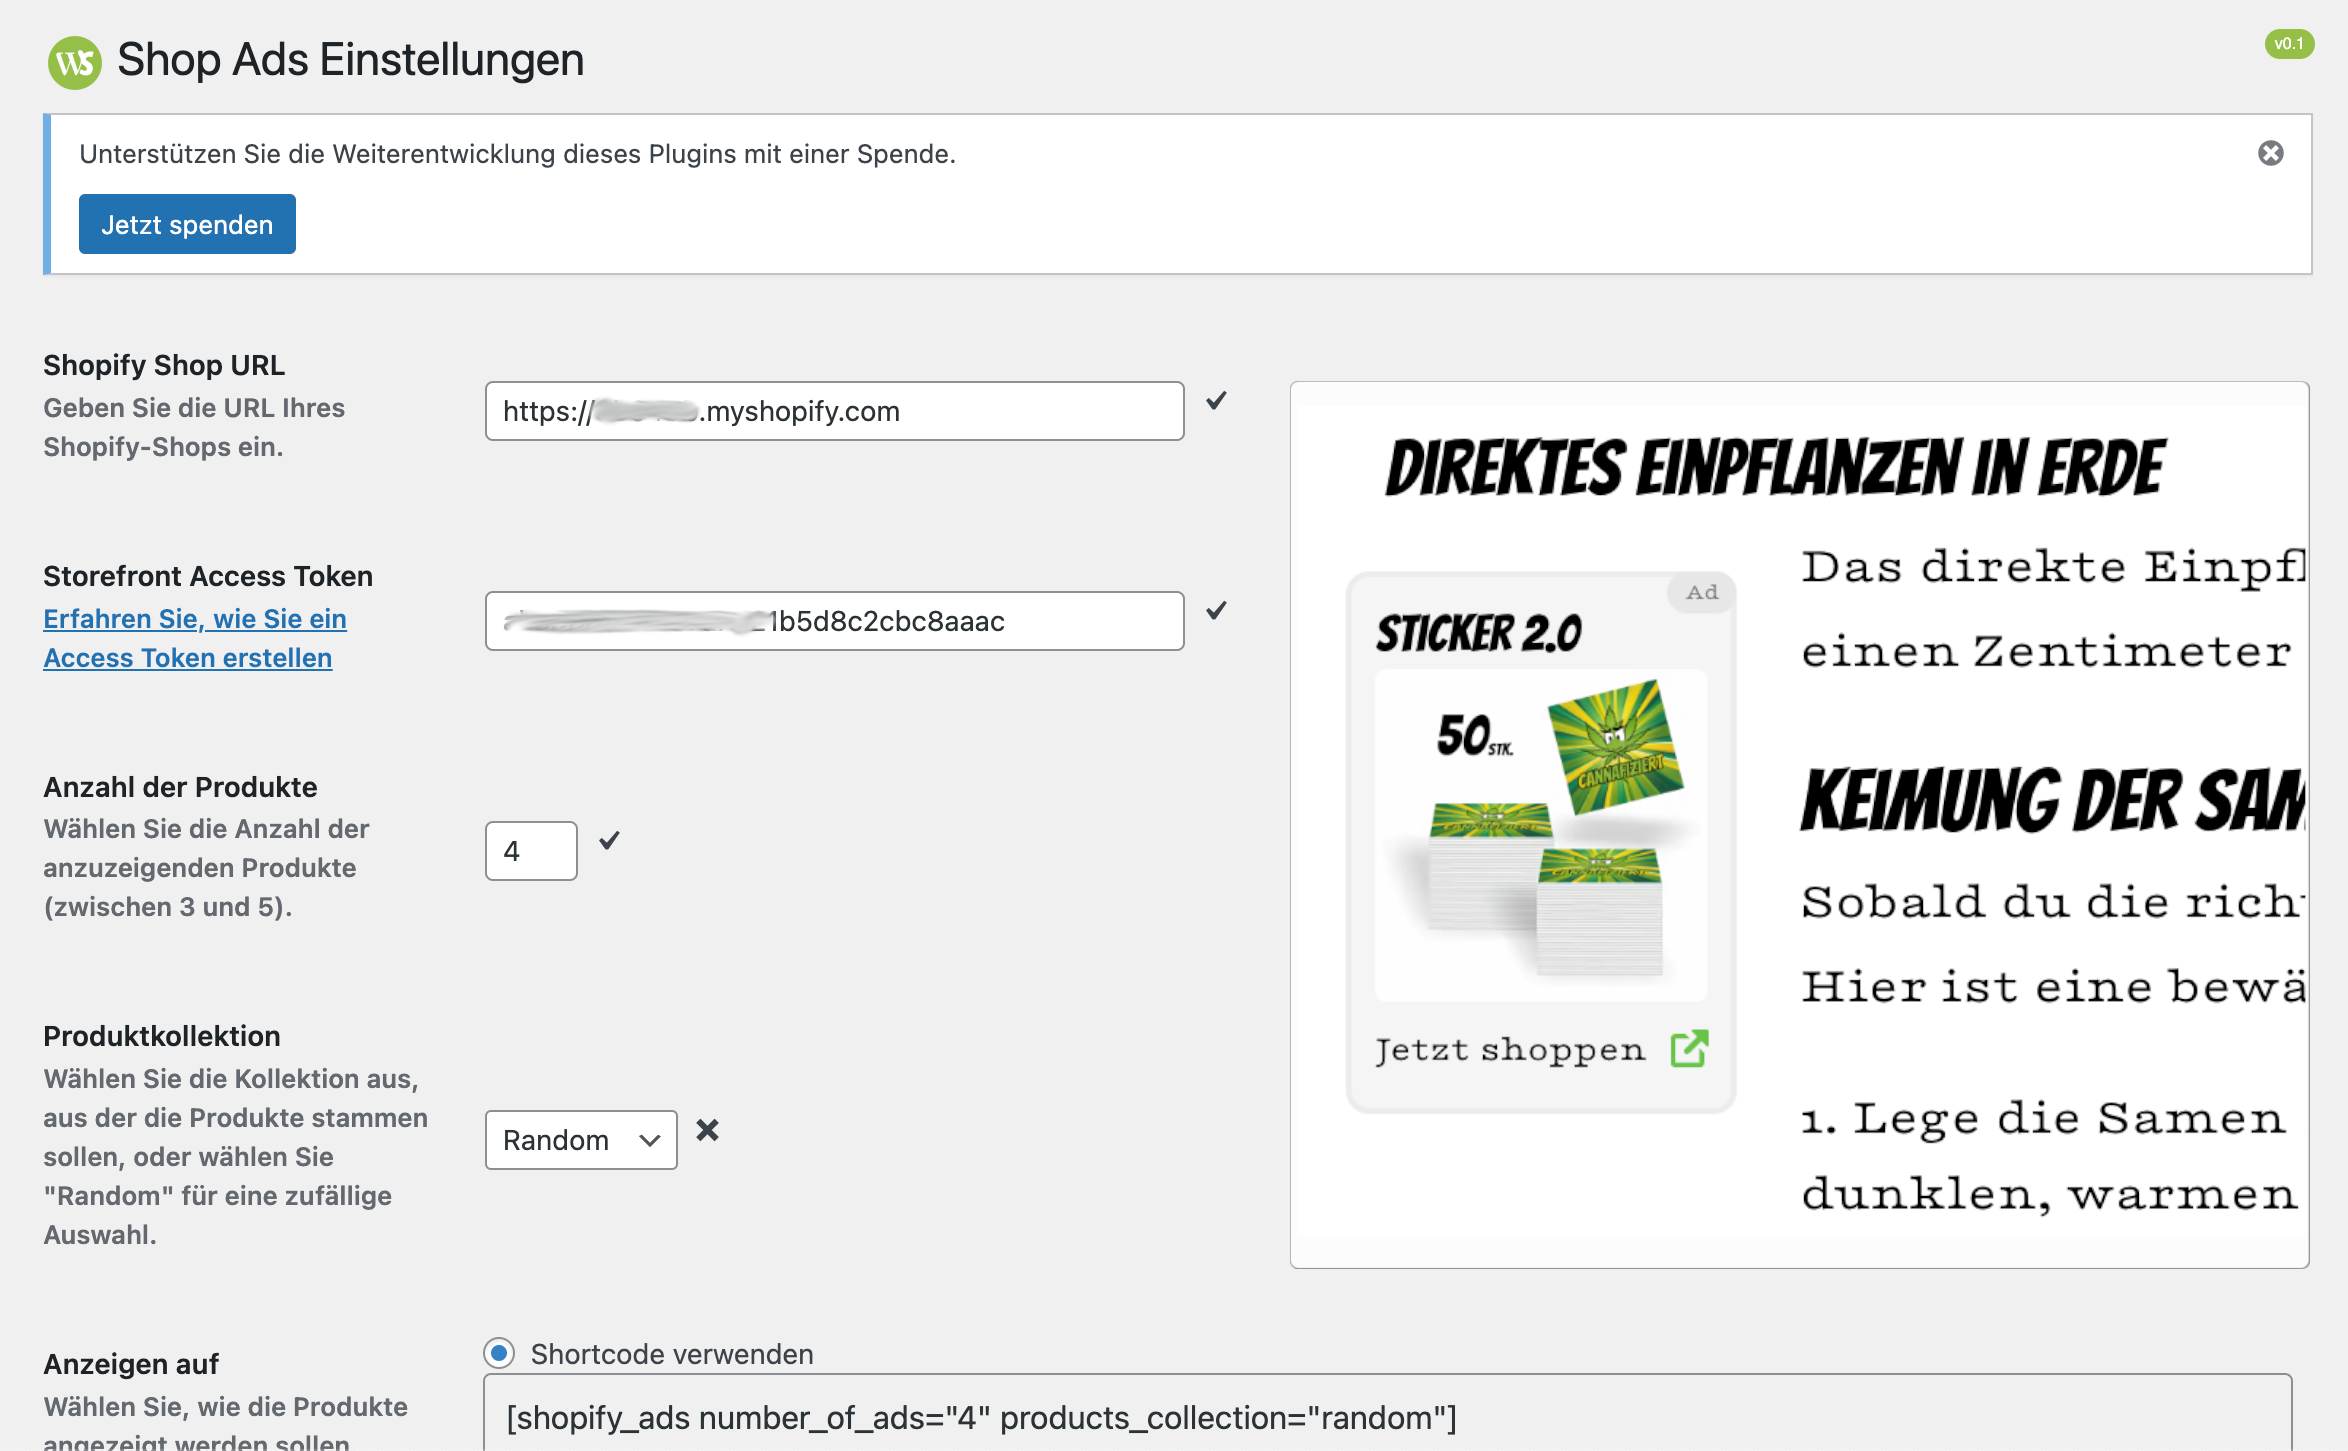 WS Shop Ads Einstellungen
v0.1
Unterstützen Sie die Weiterentwicklung dieses Plugins mit einer Spende.
Jetzt spenden
Shopify Shop URL
Geben Sie die URL Ihres
Shopify-Shops ein.
https://
.myshopify.com
Storefront Access Token
Erfahren Sie, wie Sie ein
Access Token erstellen
1b5d8c2cbc8aaac
Anzahl der Produkte
Wählen Sie die Anzahl der
anzuzeigenden Produkte
(zwischen 3 und 5).
4
Produktkollektion
Wählen Sie die Kollektion aus,
aus der die Produkte stammen
sollen, oder wählen Sie
"Random" für eine zufällige
Auswahl.
Random
DIREKTES EINPFLANZEN IN ERDE
Ad
STICKER 2.0
50 STK.
CANNAFIZIERT
CANNAFIZIERT
CANNAFIZIERT
Jetzt shoppen
Das direkte Einpfl
einen Zentimeter
KEIMUNG DER SAM
Sobald du die rich
Hier ist eine bewä
1. Lege die Samen
dunklen, warmen
Anzeigen auf
Wählen Sie, wie die Produkte
angezeigt werden sollen
Shortcode verwenden
[shopify_ads number_of_ads="4" products_collection="random"]